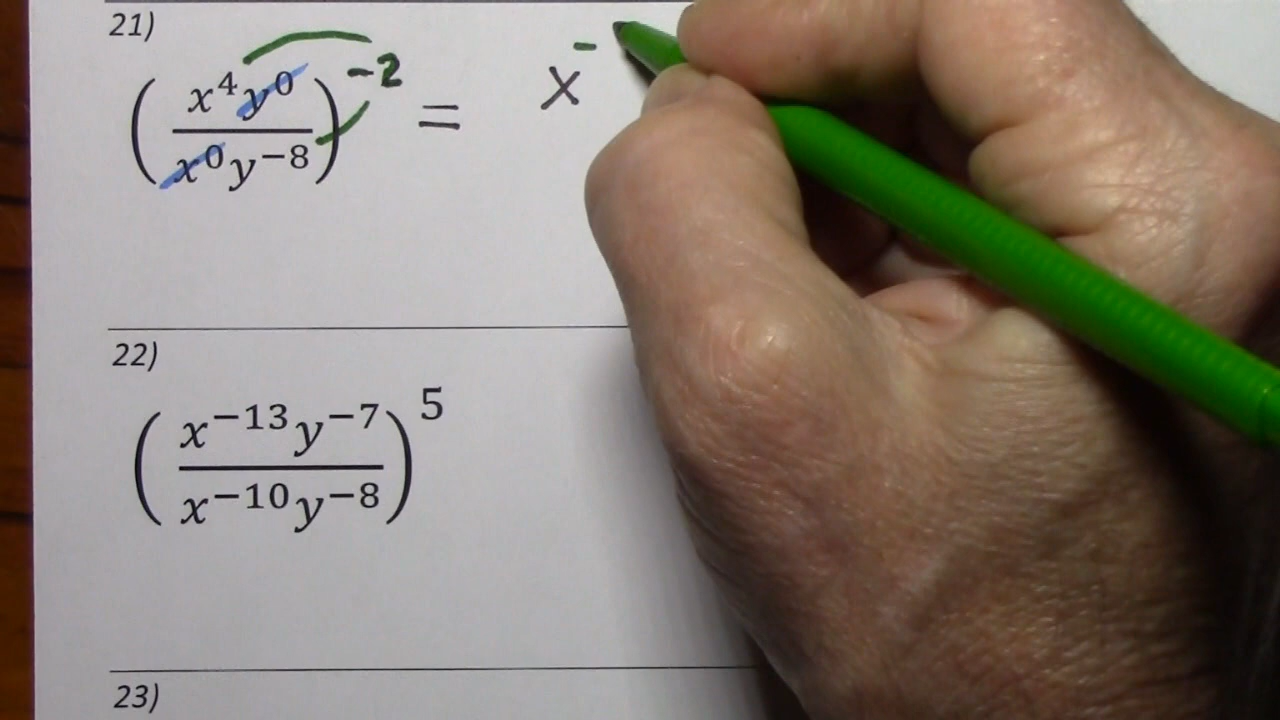 21)
(x⁴y⁰/x⁰y⁻⁸)⁻² = x⁻
22)
(x⁻¹³y⁻⁷/x⁻¹⁰y⁻⁸)⁵
23)